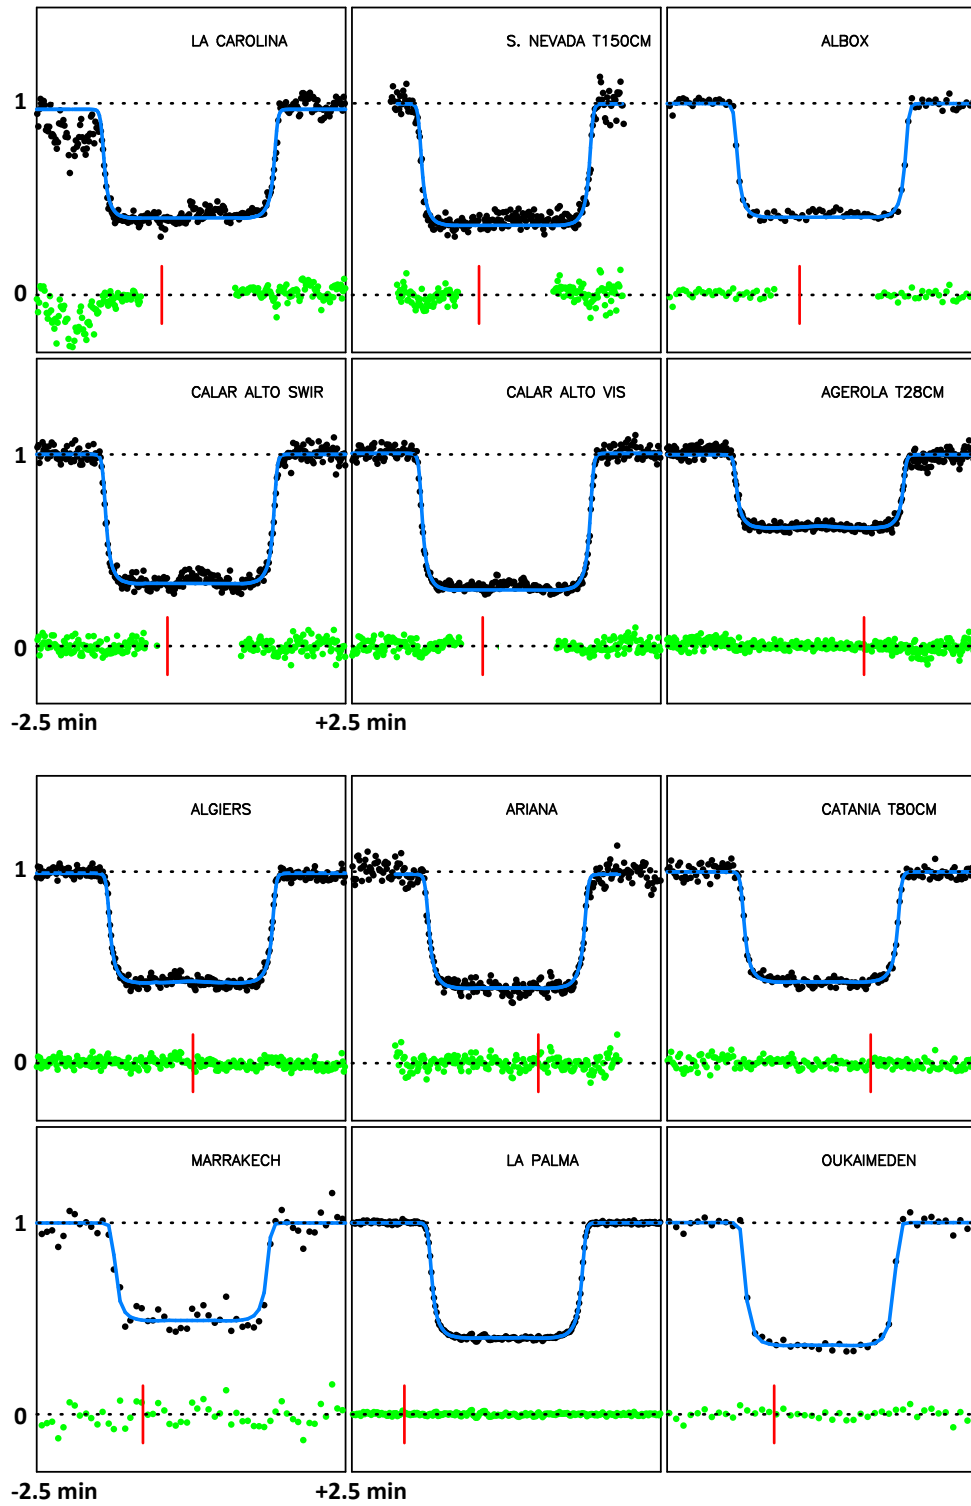 LA CAROLINA
S. NEVADA T150CM
ALBOX
1
0
CALAR ALTO SWIR
CALAR ALTO VIS
AGEROLA T28CM
1
0
-2.5 min
+2.5 min
ALGIERS
ARIANA
CATANIA T80CM
1
0
MARRAKECH
LA PALMA
OUKAIMEDEN
1
0
-2.5 min
+2.5 min